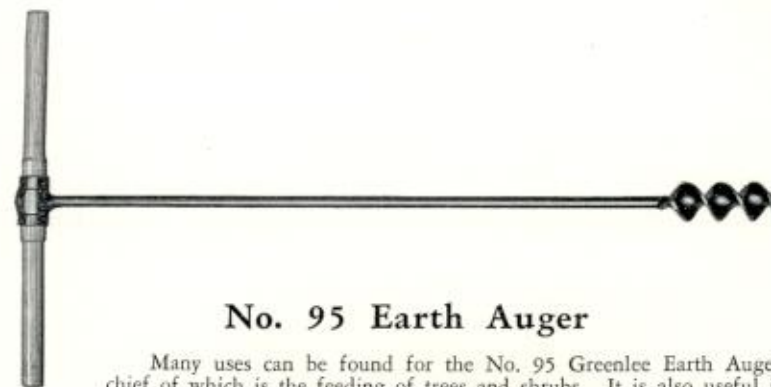 No. 95 Earth Auger
Many uses can be found for the No. 95 Greenlee Earth Auge
chief of which is the feeding of trees and shrubs. It is also useful